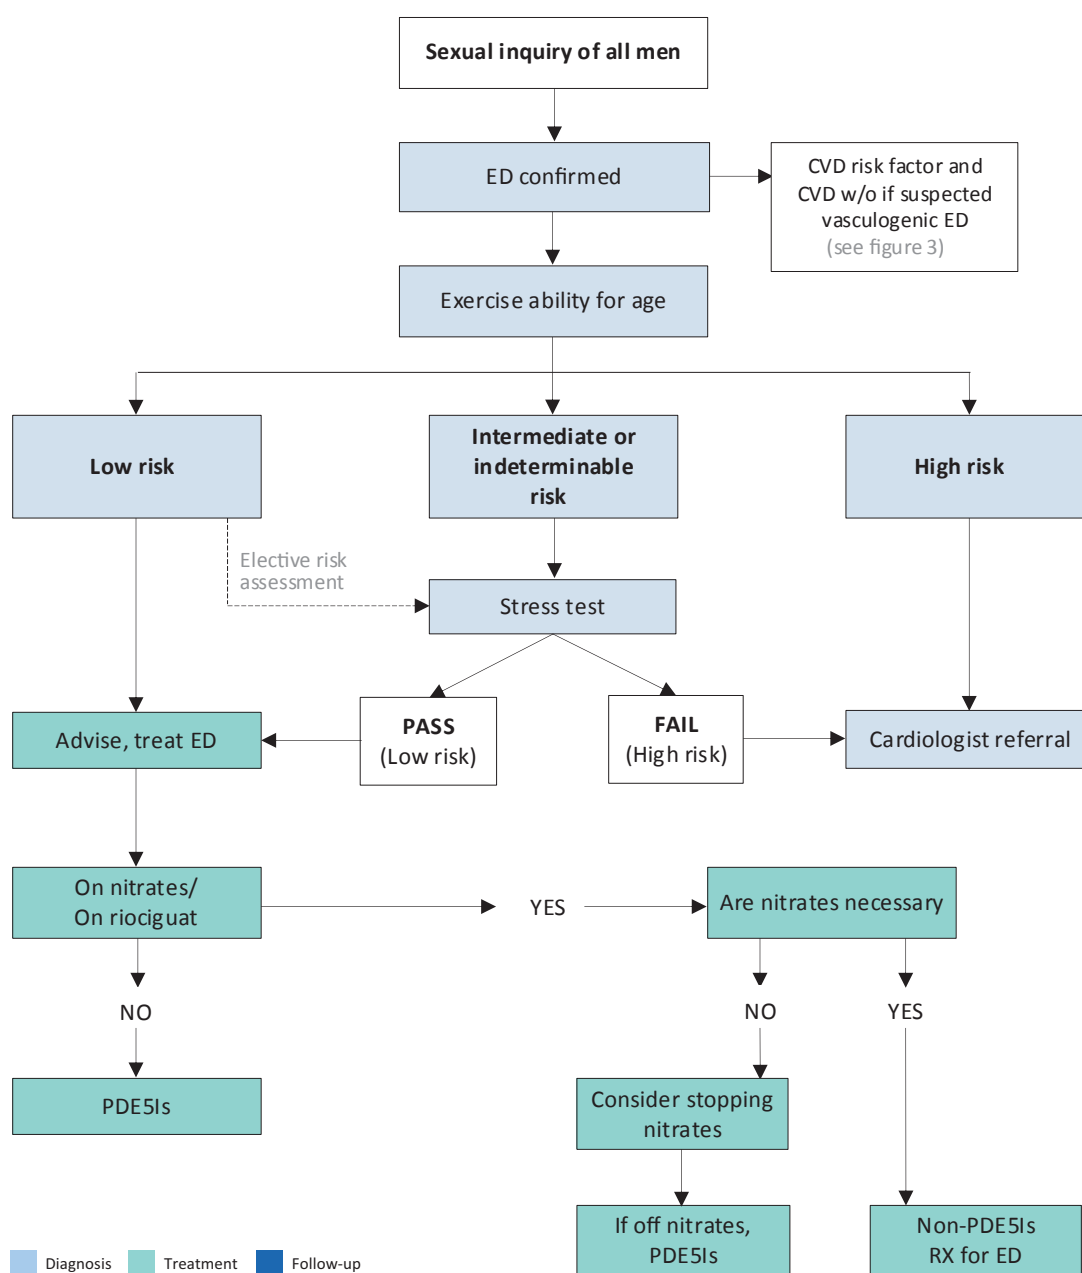 Sexual inquiry of all men
ED confirmed
CVD risk factor and
CVD w/o if suspected
vasculogenic ED
(see figure 3)
Exercise ability for age
Low risk
Intermediate or
indeterminable
risk
High risk
Elective risk
assessment
Stress test
Advise, treat ED
PASS
(Low risk)
FAIL
(High risk)
Cardiologist referral
On nitrates/
On riociguat
YES
Are nitrates necessary
NO
NO
YES
PDE5Is
Consider stopping
nitrates
If off nitrates,
PDE5Is
Non-PDE5Is
RX for ED
Diagnosis
Treatment
Follow-up